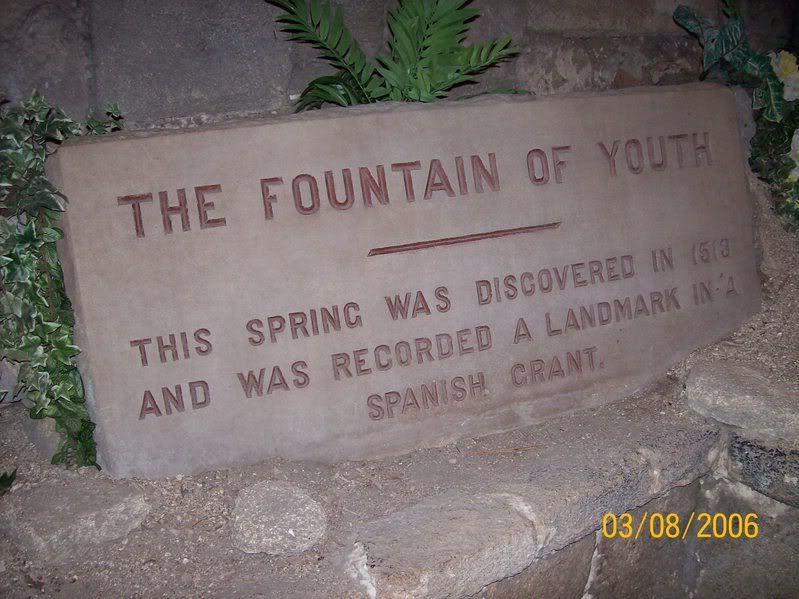 THE FOUNTAIN OF YOUTH
THIS SPRING WAS DISCOVERED IN 1513
AND WAS RECORDED A LANDMARK IN A
SPANISH GRANT.
03/08/2006